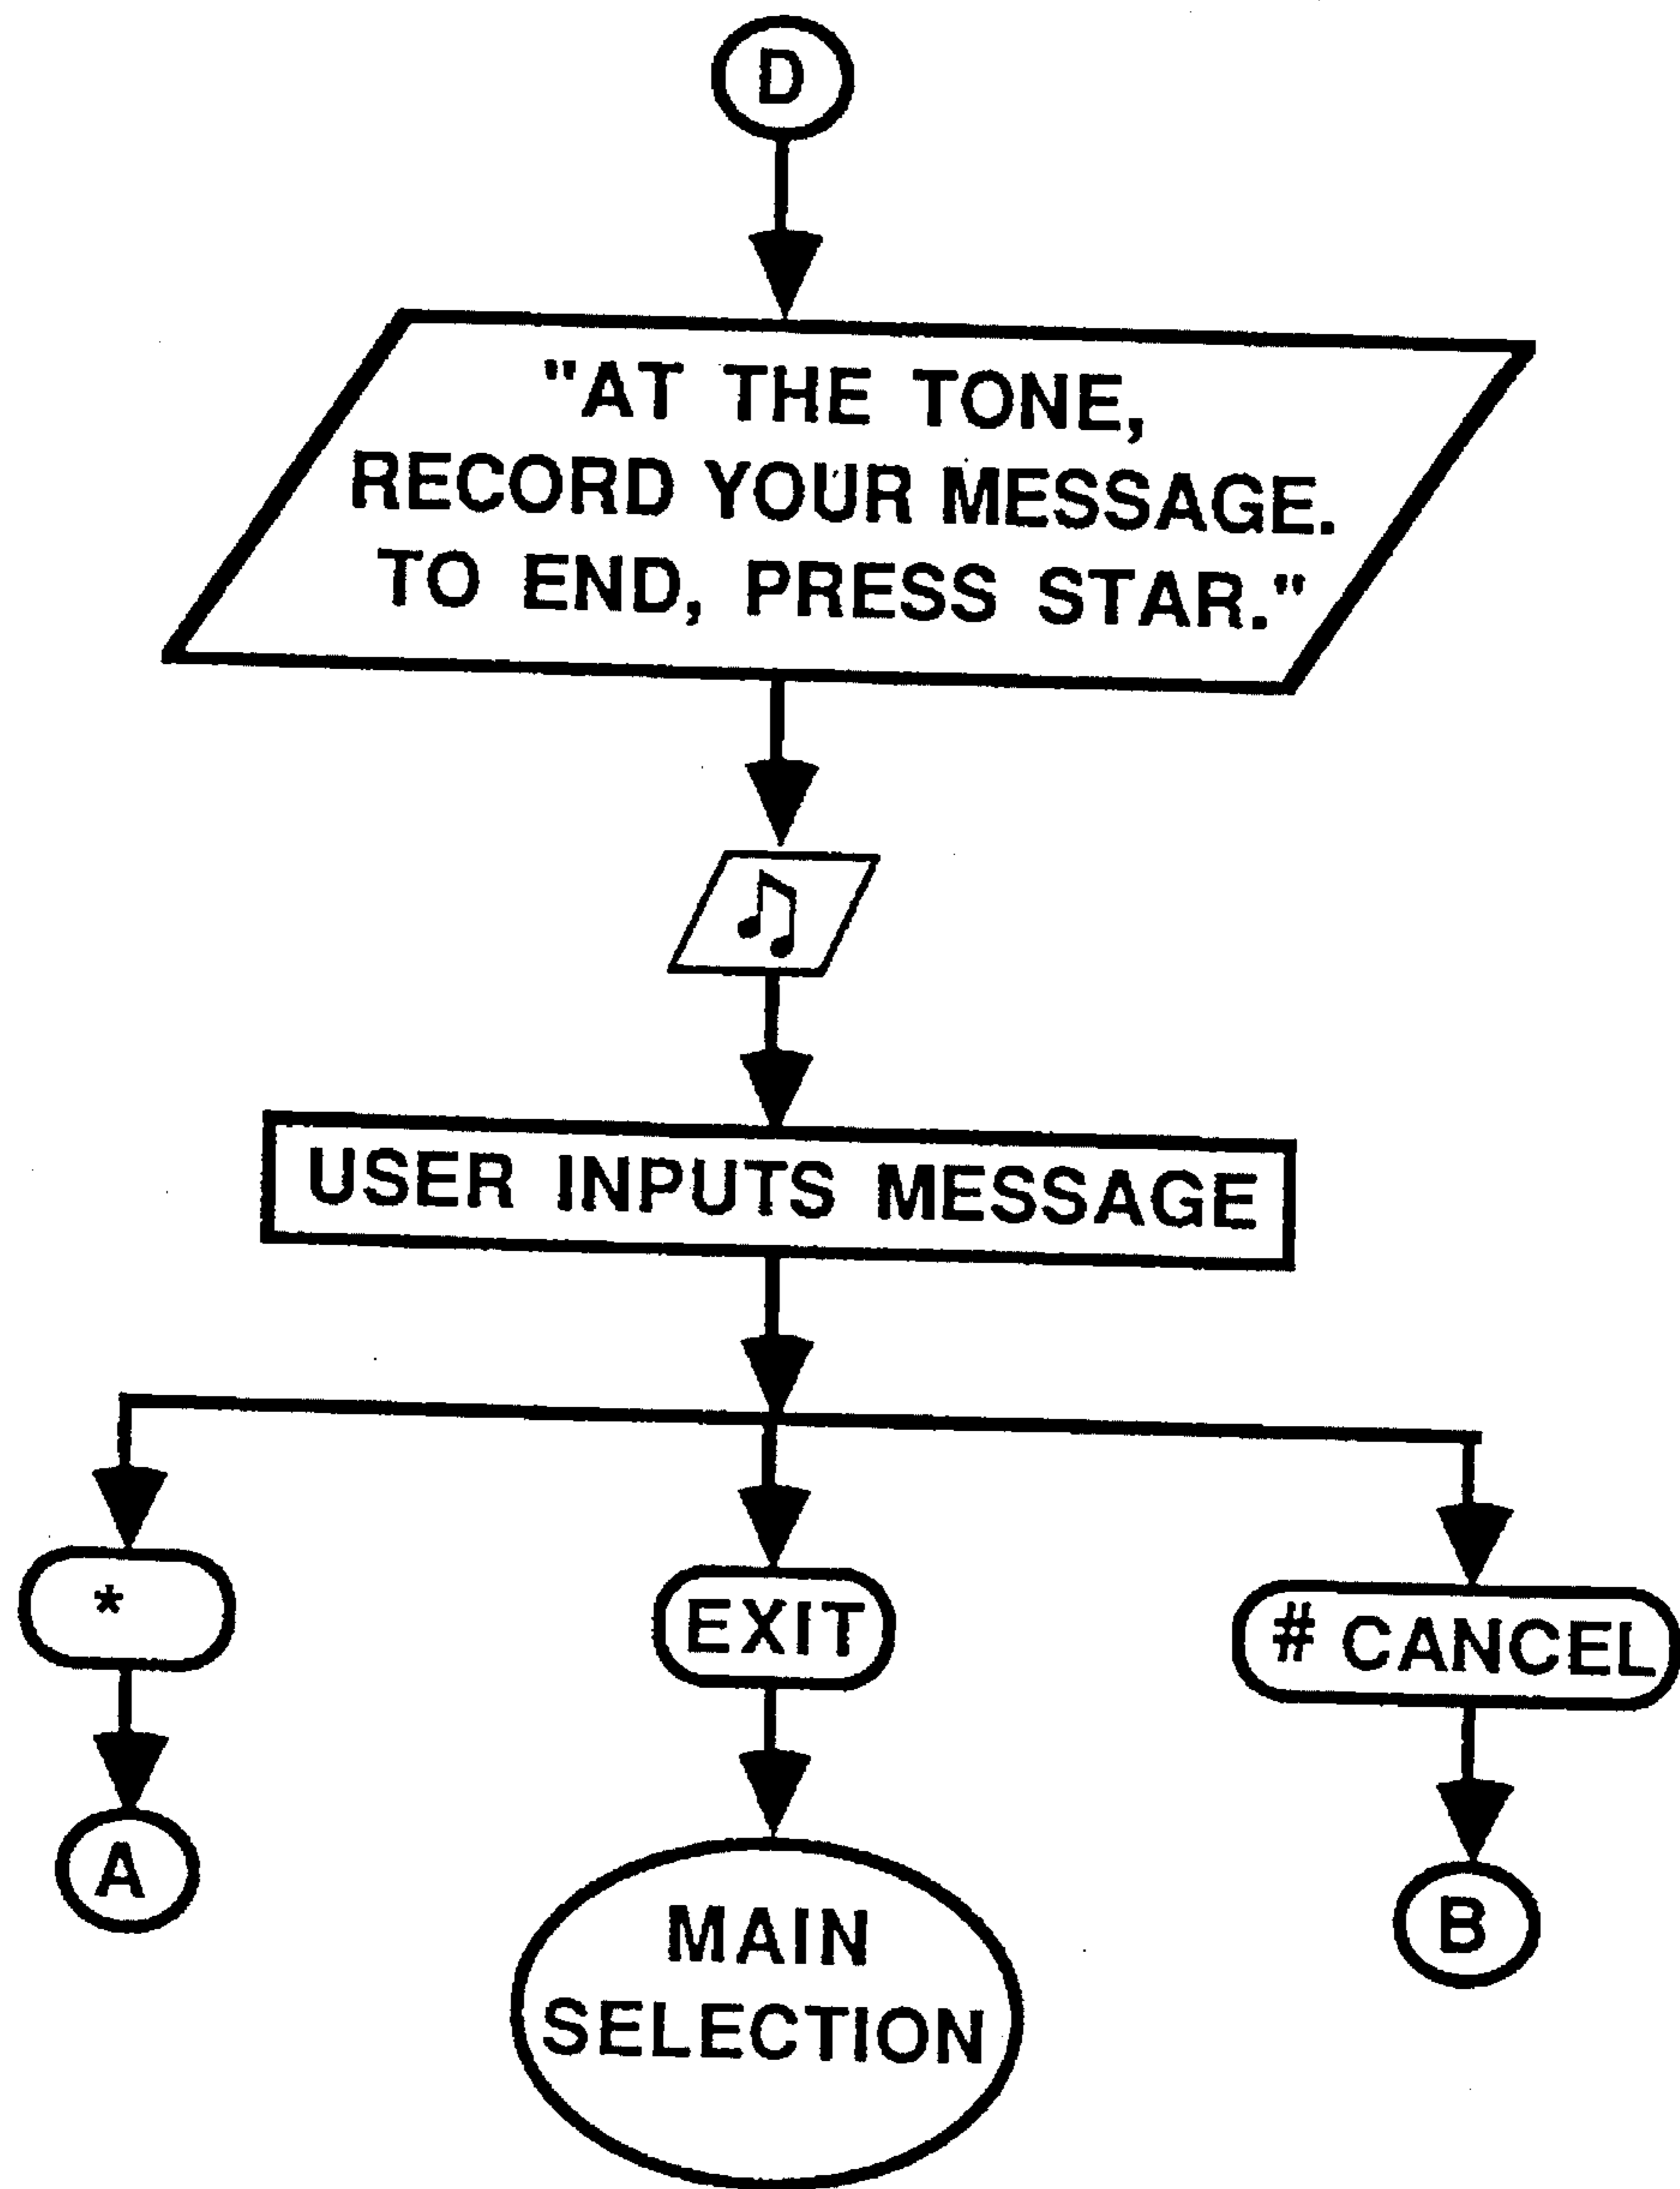 D
"AT THE TONE,
RECORD YOUR MESSAGE.
TO END, PRESS STAR."
USER INPUTS MESSAGE
*
EXIT
# CANCEL
A
MAIN
SELECTION
B